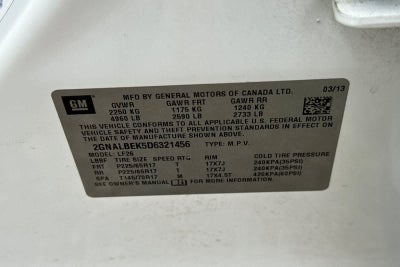 GM
MFD BY GENERAL MOTORS OF CANADA LTD.
03/13
GVWR GAWR FRT GAWR RR
2250 KG 1175 KG 1240 KG
4960 LB 2590 LB 2733 LB
THIS VEHICLE CONFORMS TO ALL APPLICABLE U.S. FEDERAL MOTOR
VEHICLE SAFETY AND THEFT PREVENTION STANDARDS IN EFFECT ON
THE DATE OF MANUFACTURE SHOWN ABOVE.
2GNALBEK5D6321456 TYPE: M.P.V.
MODEL: LF26
TIRE SIZE SPEED RTG RIM COLD TIRE PRESSURE
FRT P225/65R17 T 17X7J 240KPA(35PSI)
RR P225/65R17 T 17X7J 240KPA(35PSI)
SPA T145/70R17 M 17X4.5T 420KPA(60PSI)
SEE OWNER'S MANUAL FOR MORE INFORMATION.